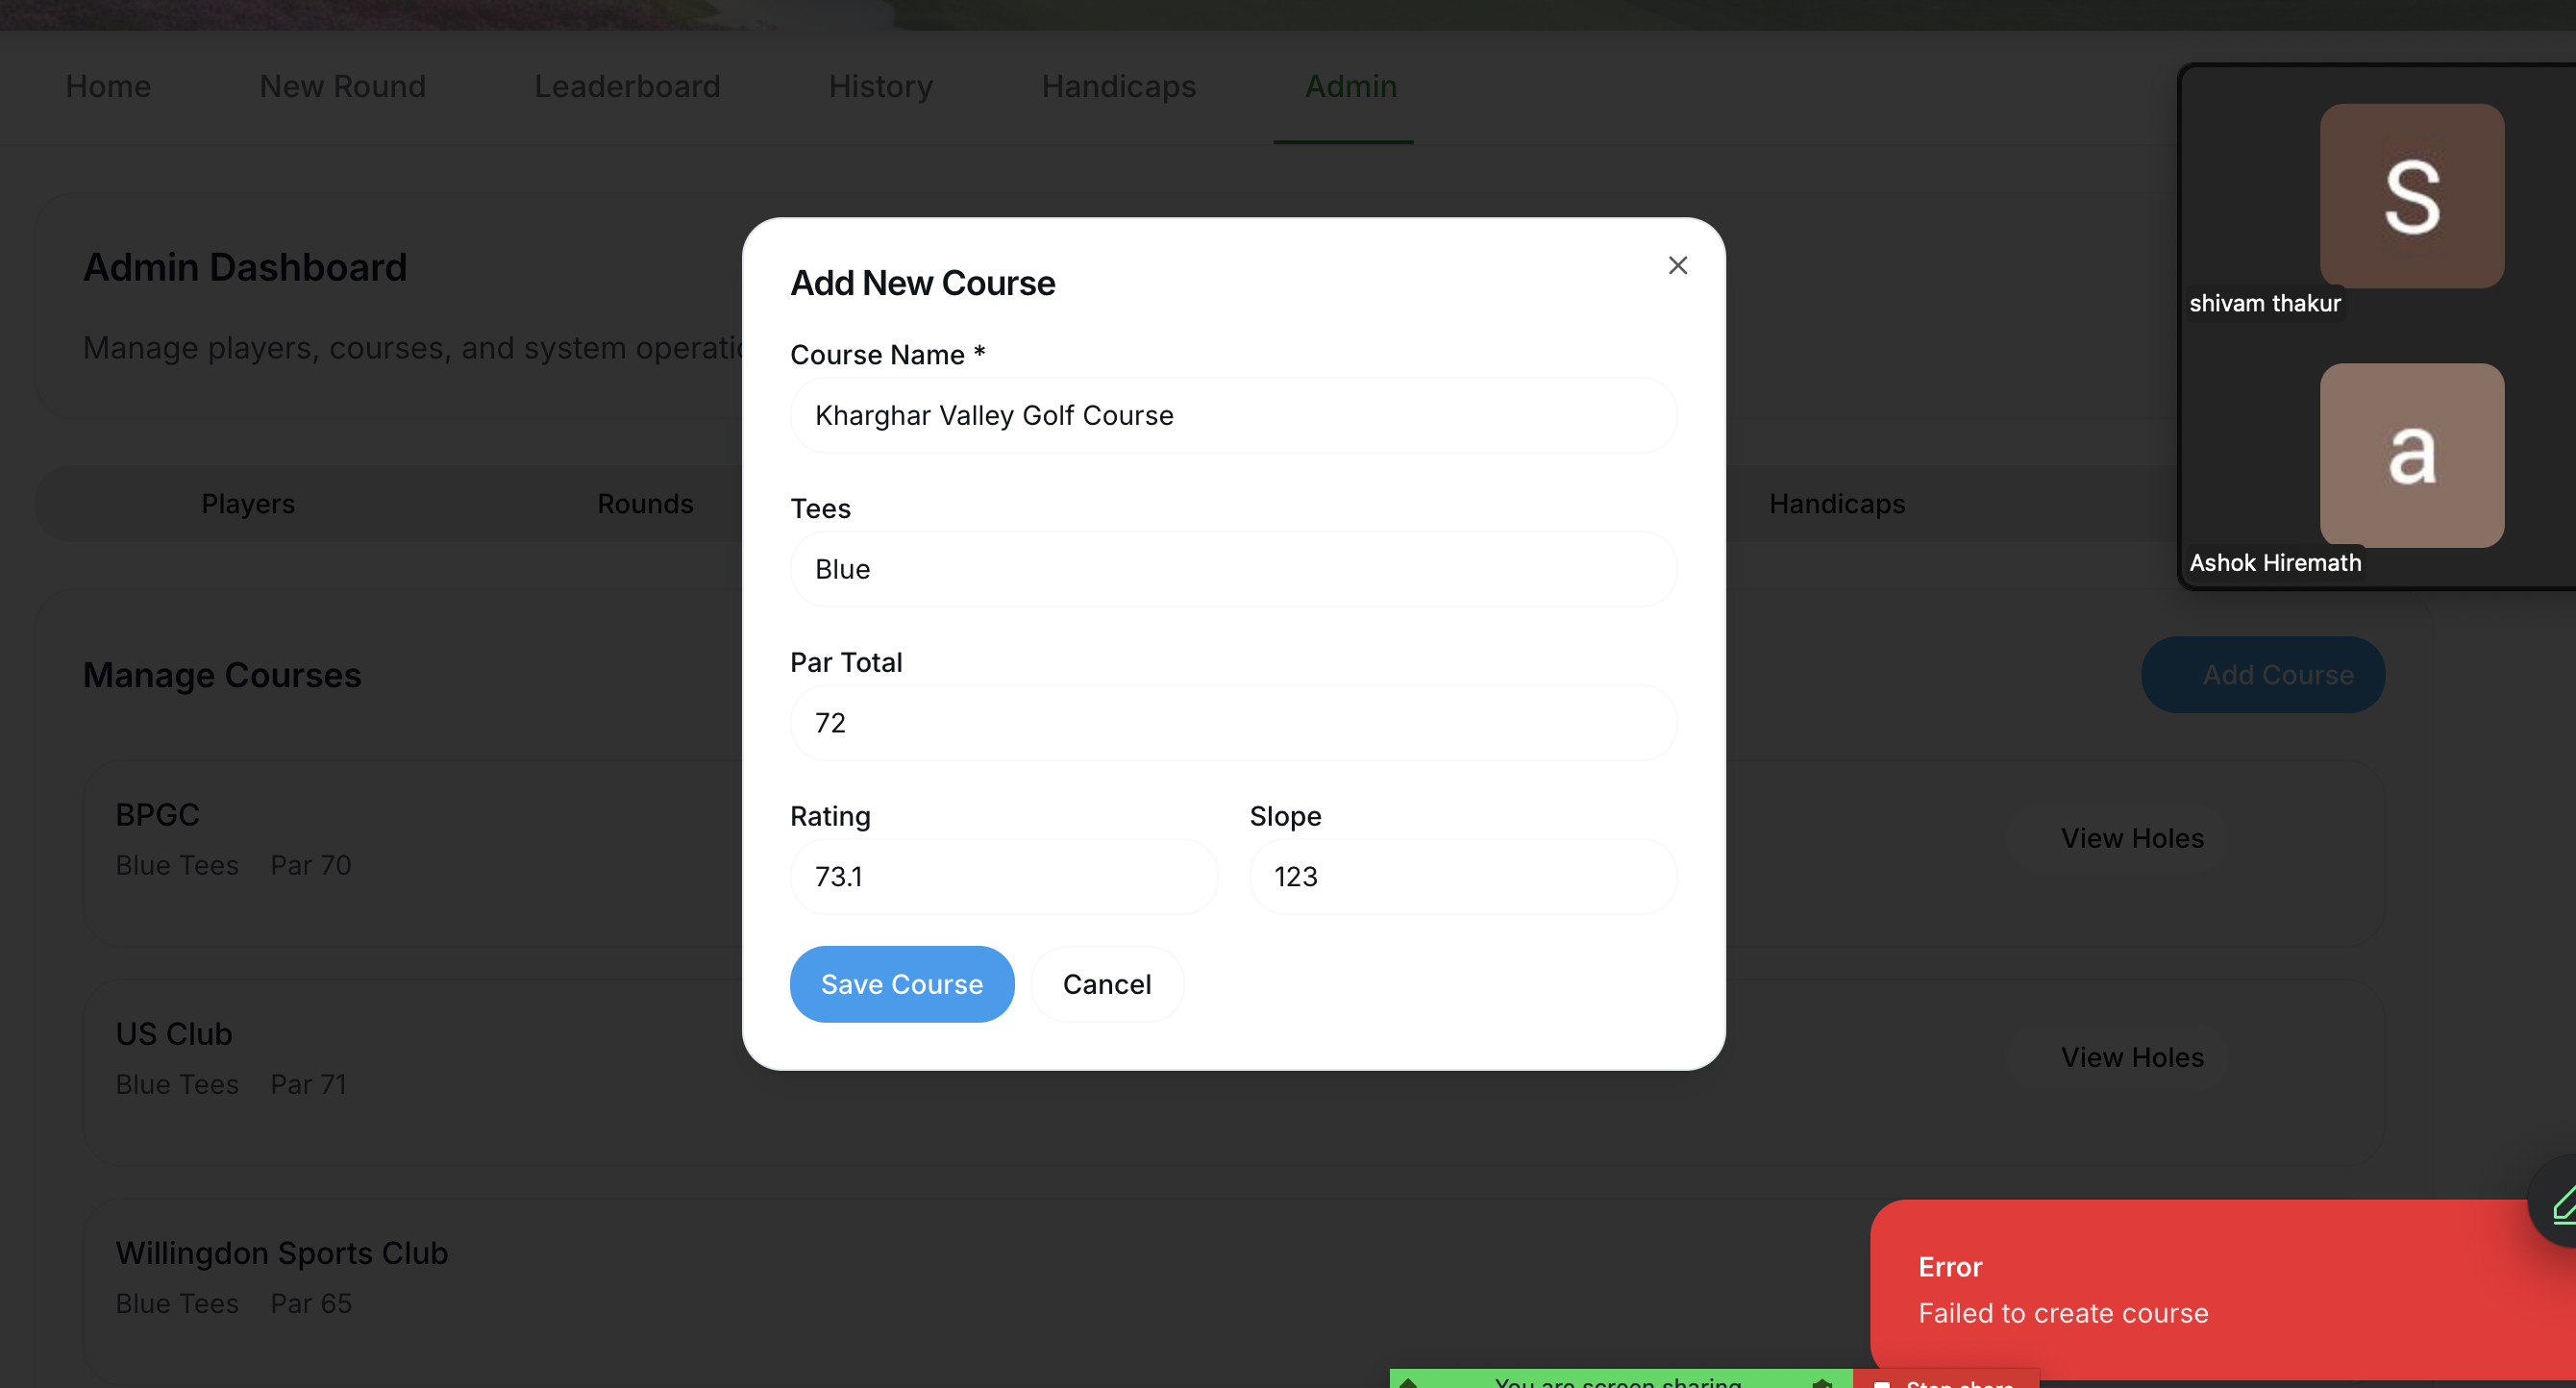 Home New Round Leaderboard History Handicaps Admin
S
shivam thakur
a
Ashok Hiremath
Admin Dashboard
Manage players, courses, and system
Players Rounds Handicaps
Manage Courses
Add Course
BPGC
Blue Tees Par 70
View Holes
US Club
Blue Tees Par 71
View Holes
Willingdon Sports Club
Blue Tees Par 65
Add New Course
Course Name *
Kharghar Valley Golf Course
Tees
Blue
Par Total
72
Rating Slope
73.1 123
Save Course Cancel
Error
Failed to create course
You are screen sharing
Stop share